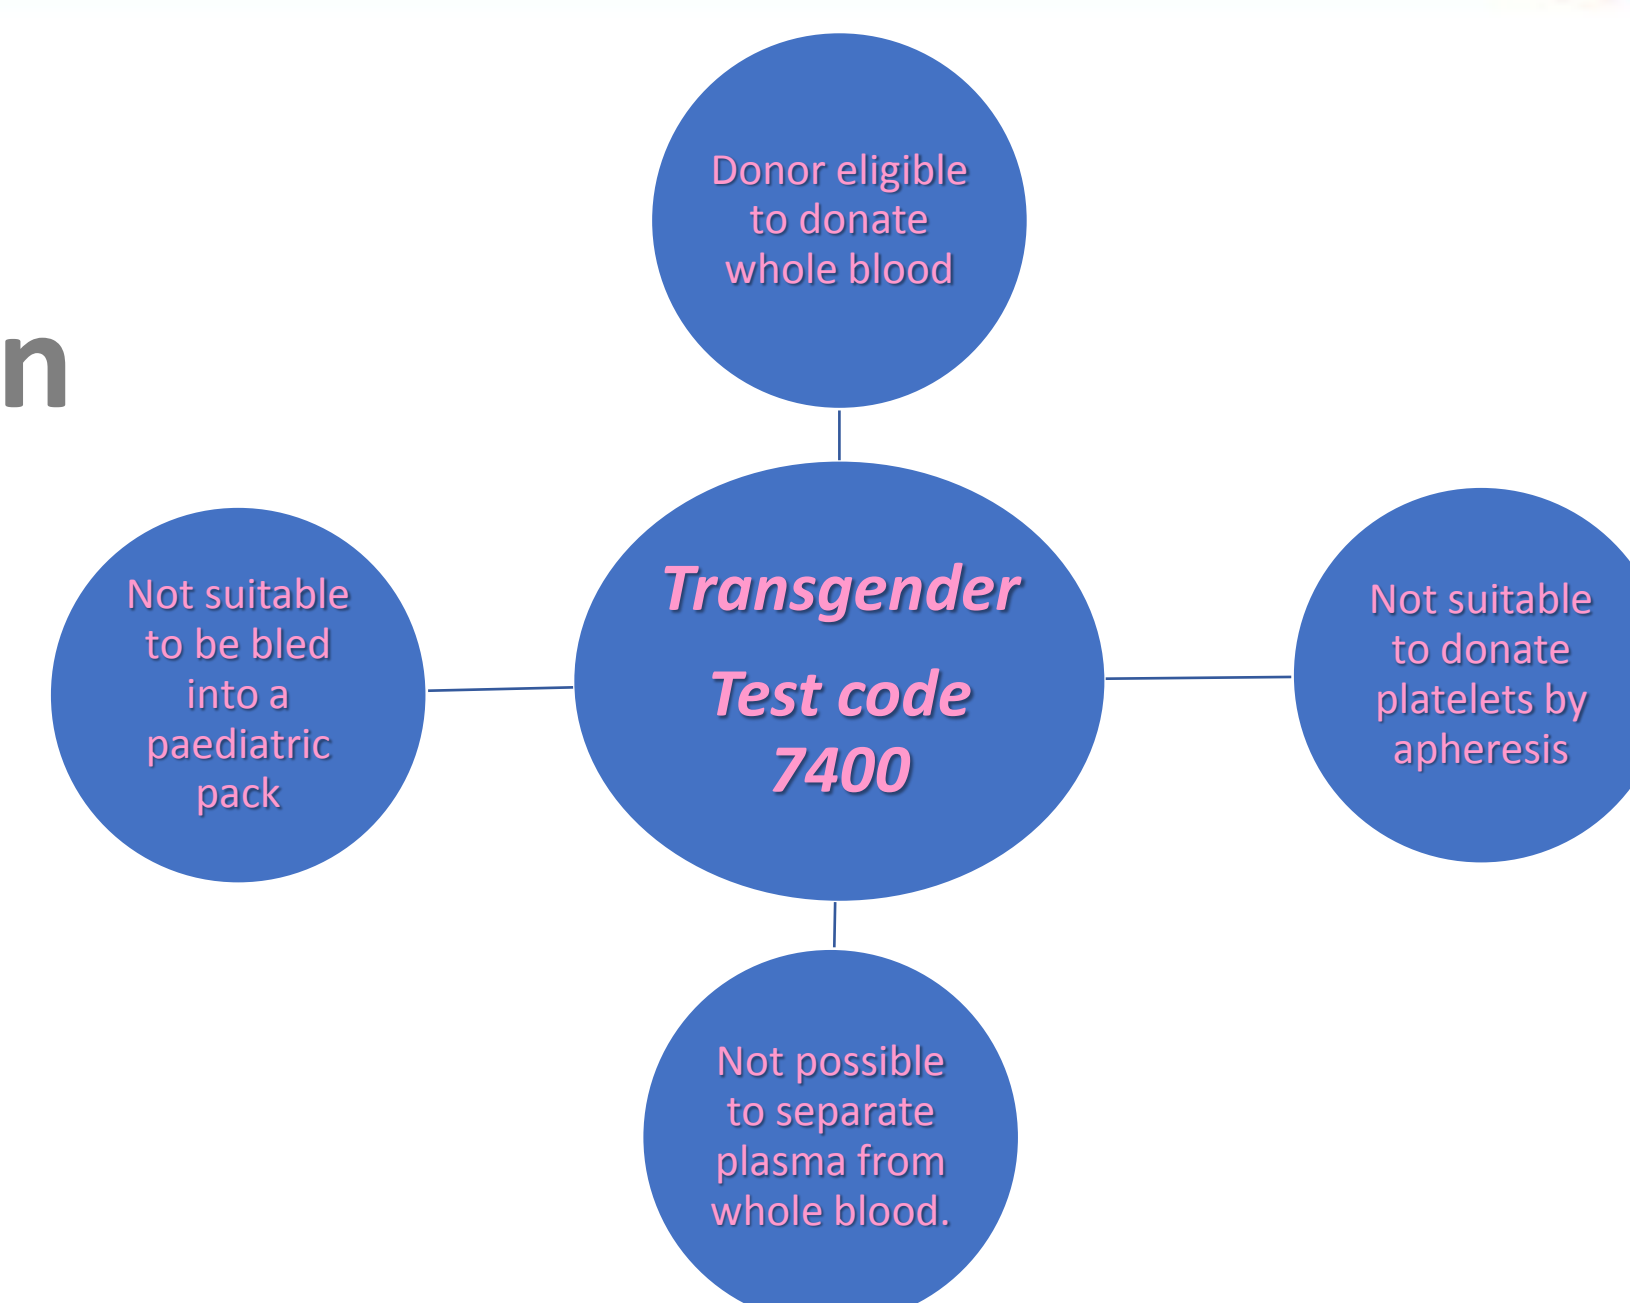 Donor eligible
to donate
whole blood
n
Transgender
Test code
7400
Not suitable
to be bled
into a
paediatric
pack
Not suitable
to donate
platelets by
apheresis
Not possible
to separate
plasma from
whole blood.